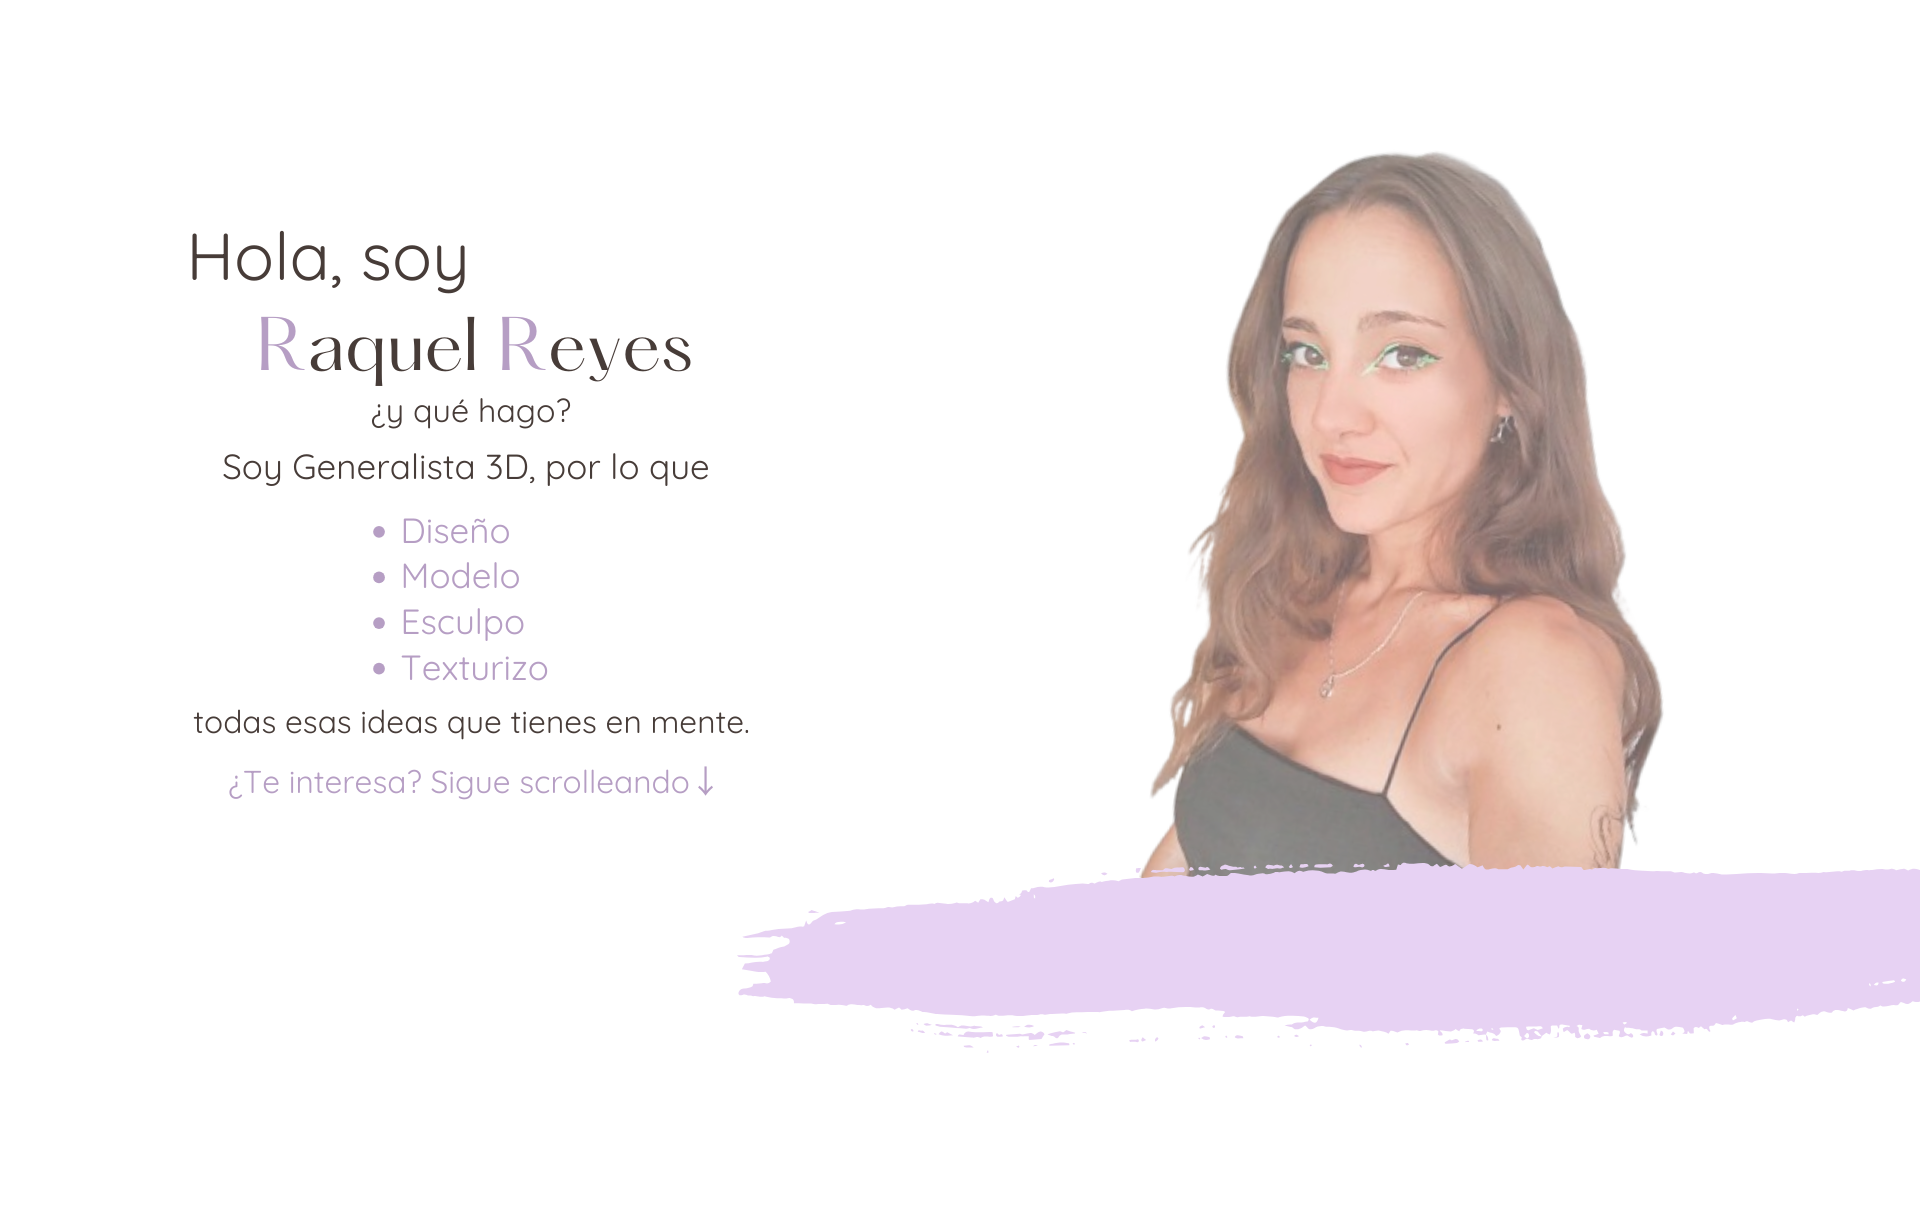 Hola, soy
Raquel Reyes
¿y qué hago?
Soy Generalista 3D, por lo que
• Diseño
• Modelo
• Esculpo
• Texturizo
todas esas ideas que tienes en mente.
¿Te interesa? Sigue scrolleando↓